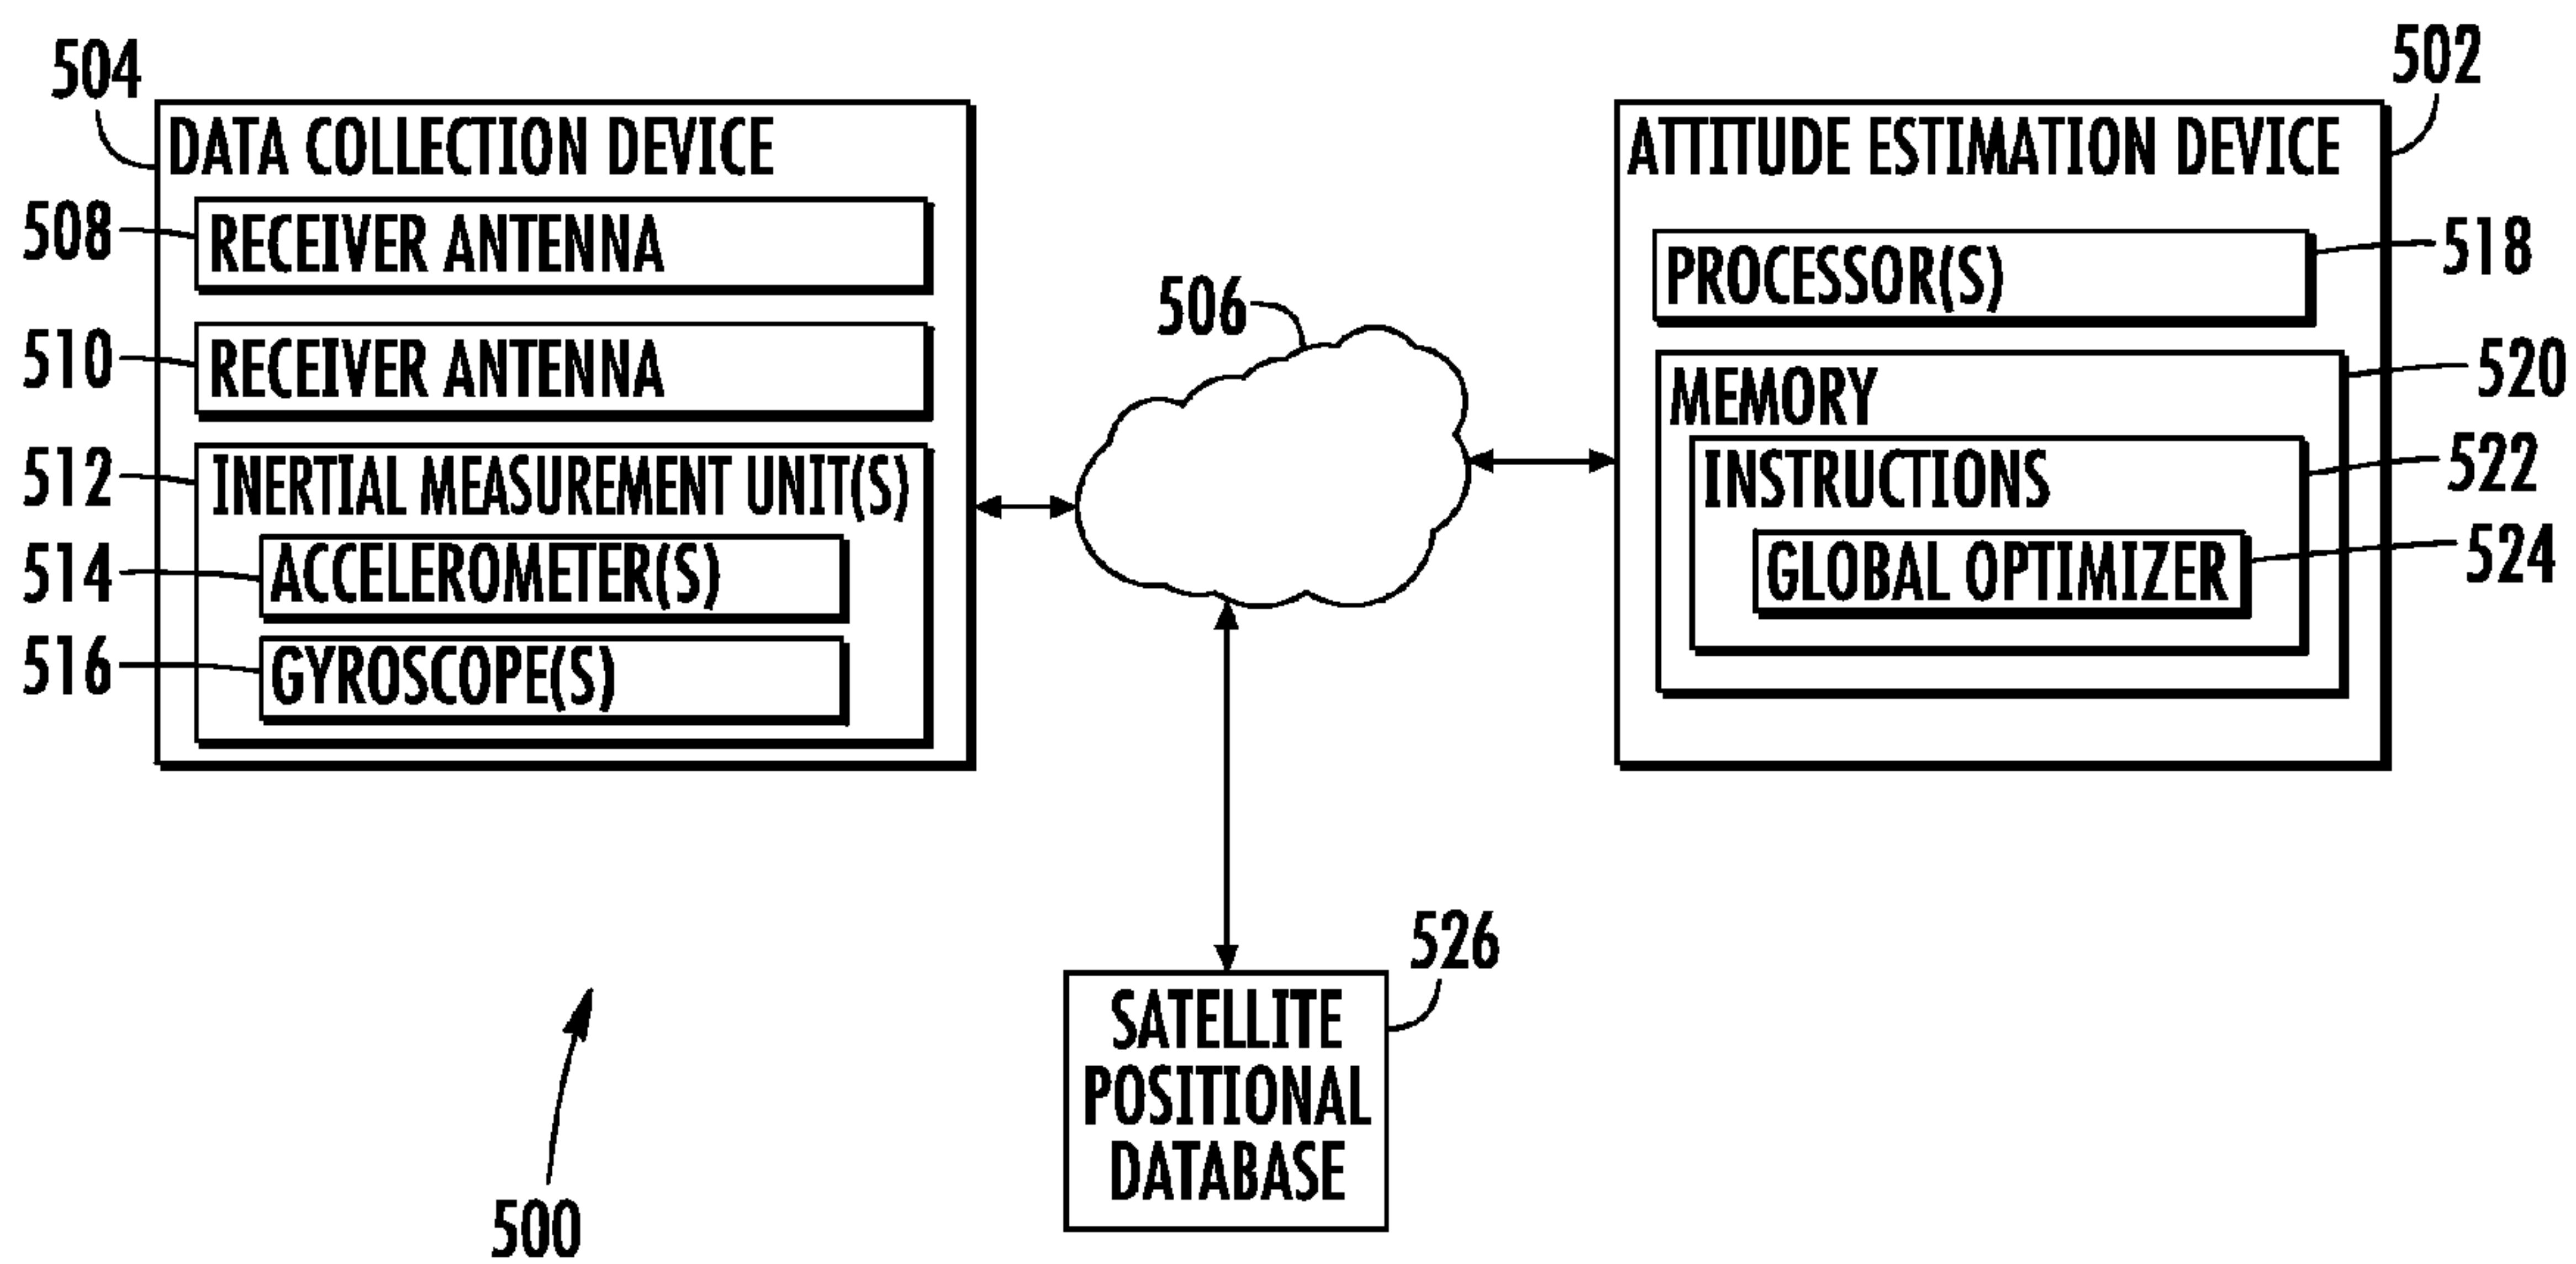 504
DATA COLLECTION DEVICE
508
RECEIVER ANTENNA
510
RECEIVER ANTENNA
512
INERTIAL MEASUREMENT UNIT(S)
514
ACCELEROMETER(S)
516
GYROSCOPE(S)
506
502
ATTITUDE ESTIMATION DEVICE
PROCESSOR(S)
518
MEMORY
520
INSTRUCTIONS
522
GLOBAL OPTIMIZER
524
526
SATELLITE
POSITIONAL
DATABASE
500